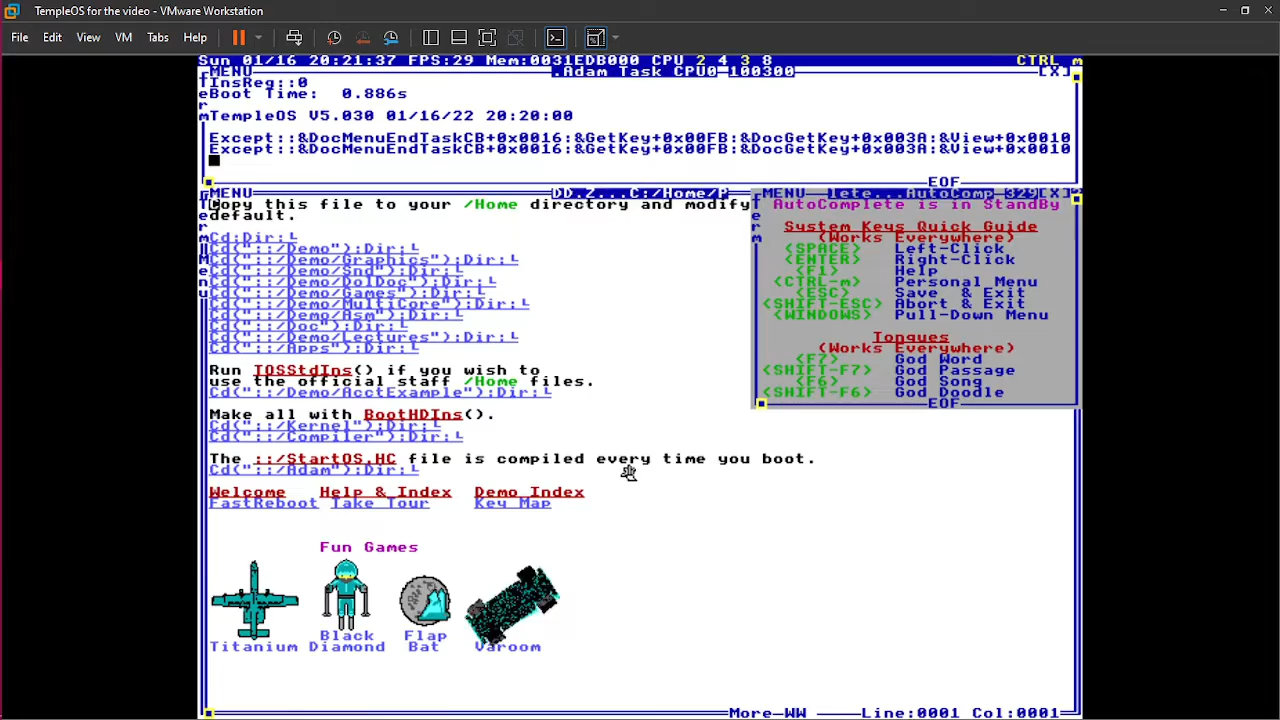 TempleOS for the video - VMware Workstation
File Edit View VM Tabs Help
Sun 01/16 20:21:37 FPS:29 Mem:0031EDB000 CPU 2 4 3 8 CTRL m
MENU .Adam Task CPU0 100300 [X]
InsReg::0
Boot Time: 0.886s
TempleOS V5.030 01/16/22 20:20:00
Except::&DocMenuEndTaskCB+0x0016:&GetKey+0x00FB:&DocGetKey+0x003A:&View+0x0010
Except::&DocMenuEndTaskCB+0x0016:&GetKey+0x00FB:&DocGetKey+0x003A:&View+0x0010
EOF
MENU DD.Z...C:/Home/P
Copy this file to your /Home directory and modify
default.
Cd;Dir;
Cd("::/Demo");Dir;
Cd("::/Demo/Graphics");Dir;
Cd("::/Demo/Snd");Dir;
Cd("::/Demo/DolDoc");Dir;
Cd("::/Demo/Games");Dir;
Cd("::/Demo/MultiCore");Dir;
Cd("::/Demo/Asm");Dir;
Cd("::/Doc");Dir;
Cd("::/Demo/Lectures");Dir;
Cd("::/Apps");Dir;
Run TOSStdIns() if you wish to
use the official staff /Home files.
Cd("::/Demo/AcctExample");Dir;
Make all with BootHDIns().
Cd("::/Kernel");Dir;
Cd("::/Compiler");Dir;
The ::/StartOS.HC file is compiled every time you boot.
Cd("::/Adam");Dir;
Welcome Help & Index Demo Index
FastReboot Take Tour Key Map
Fun Games
Titanium
Black Diamond
Flap Bat
Varoom
More-WW Line:0001 Col:0001
MENU lete...AutoComp 329[X]
AutoComplete is in StandBy
System Keys Quick Guide
(Works Everywhere)
<SPACE> Left-Click
<ENTER> Right-Click
<F1> Help
<CTRL-m> Personal Menu
<ESC> Save & Exit
<SHIFT-ESC> Abort & Exit
<WINDOWS> Pull-Down Menu
Tongues
(Works Everywhere)
<F7> God Word
<SHIFT-F7> God Passage
<F6> God Song
<SHIFT-F6> God Doodle
EOF